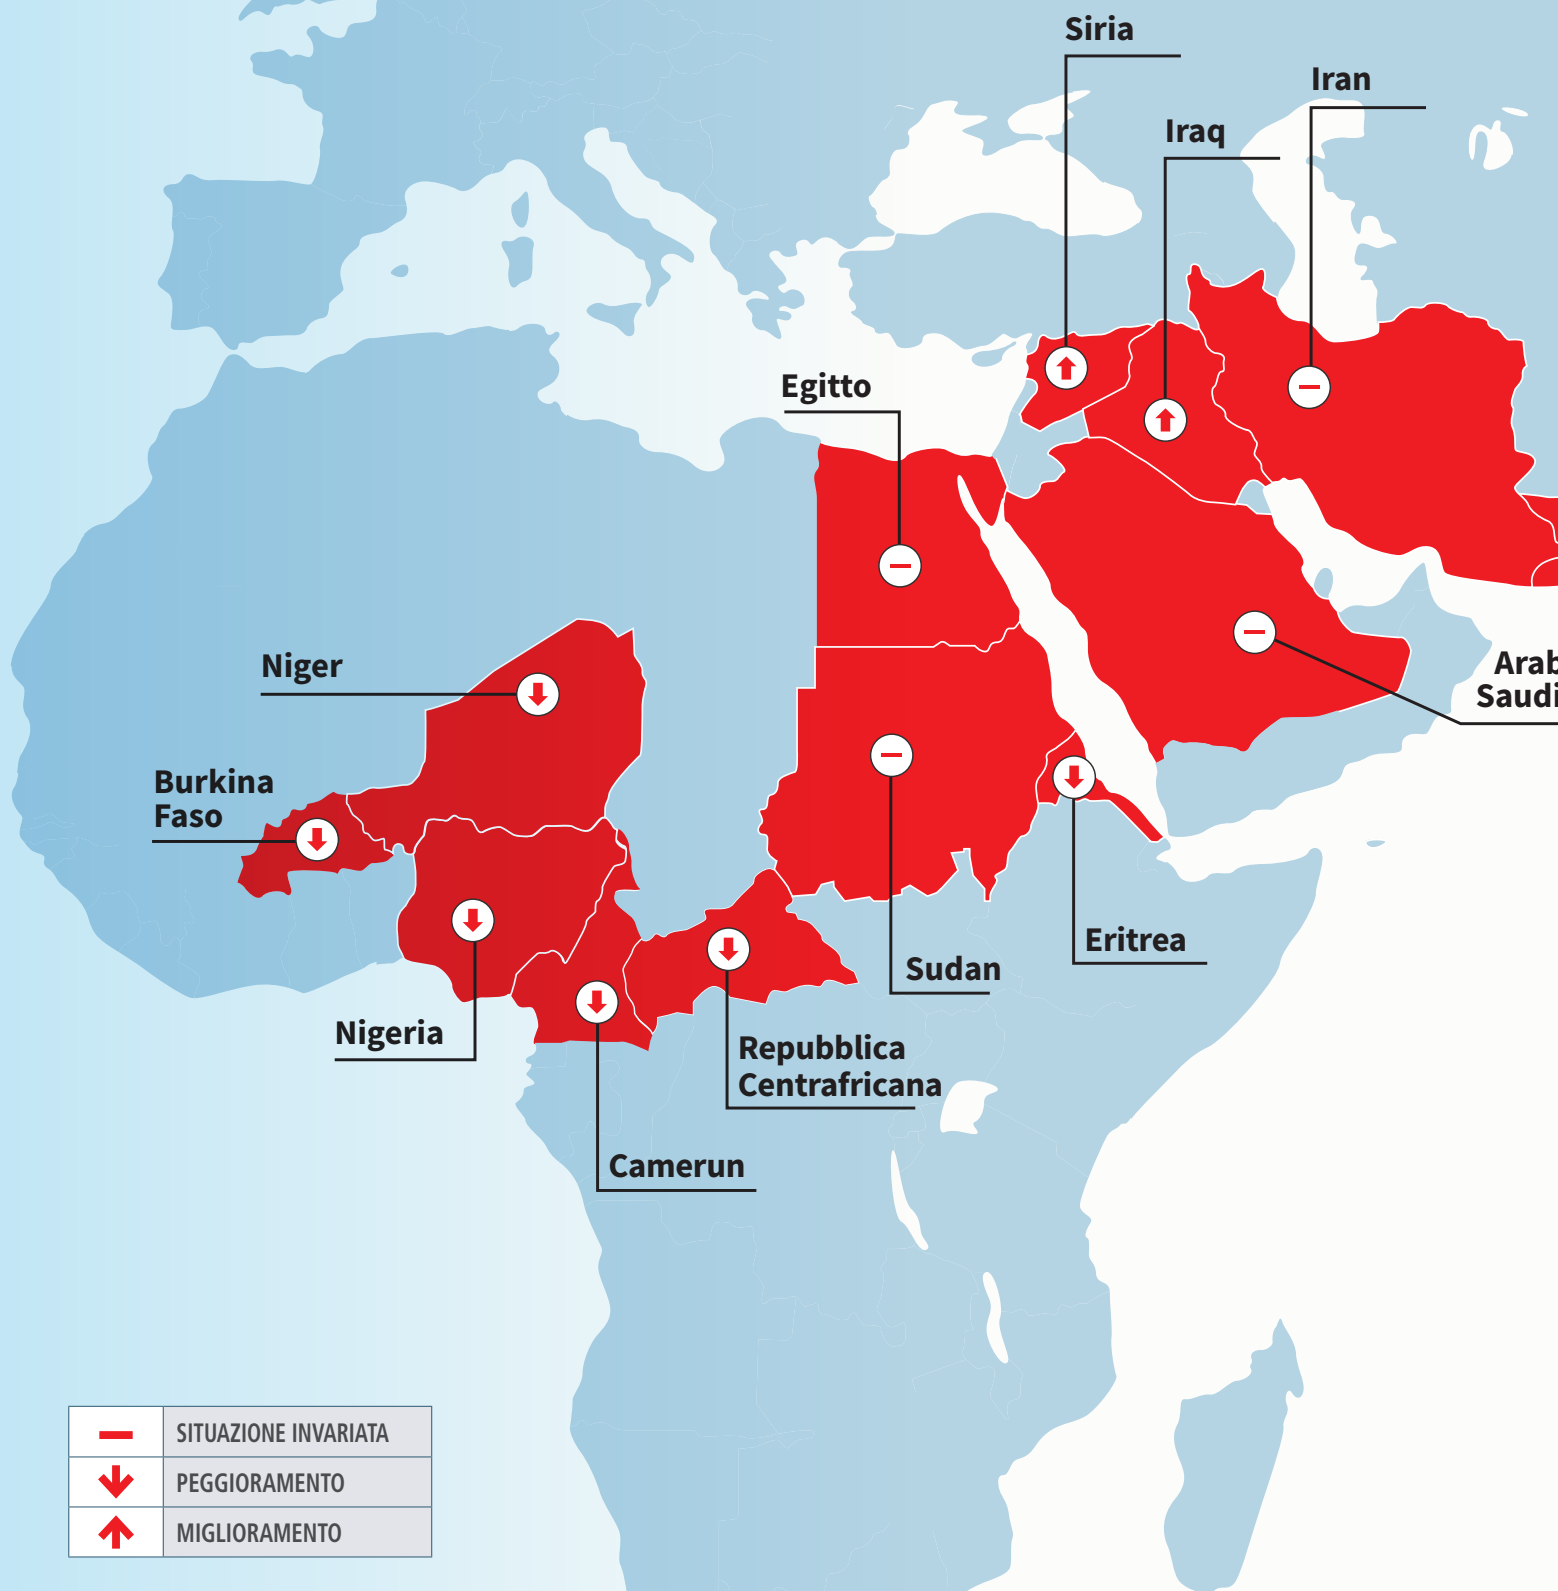 Siria
Iran
Iraq
Egitto
Niger
Arab
Saudi
Burkina
Faso
Eritrea
Sudan
Nigeria
Repubblica
Centrafricana
Camerun
SITUAZIONE INVARIATA
PEGGIORAMENTO
MIGLIORAMENTO